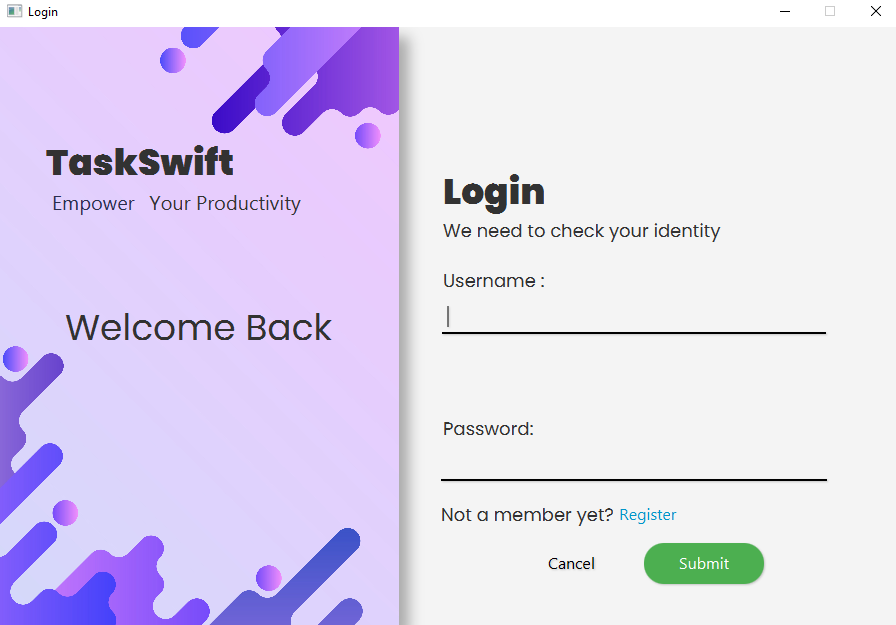 Login
TaskSwift
Empower Your Productivity
Welcome Back
Login
We need to check your identity
Username :
Password:
Not a member yet? Register
Cancel
Submit